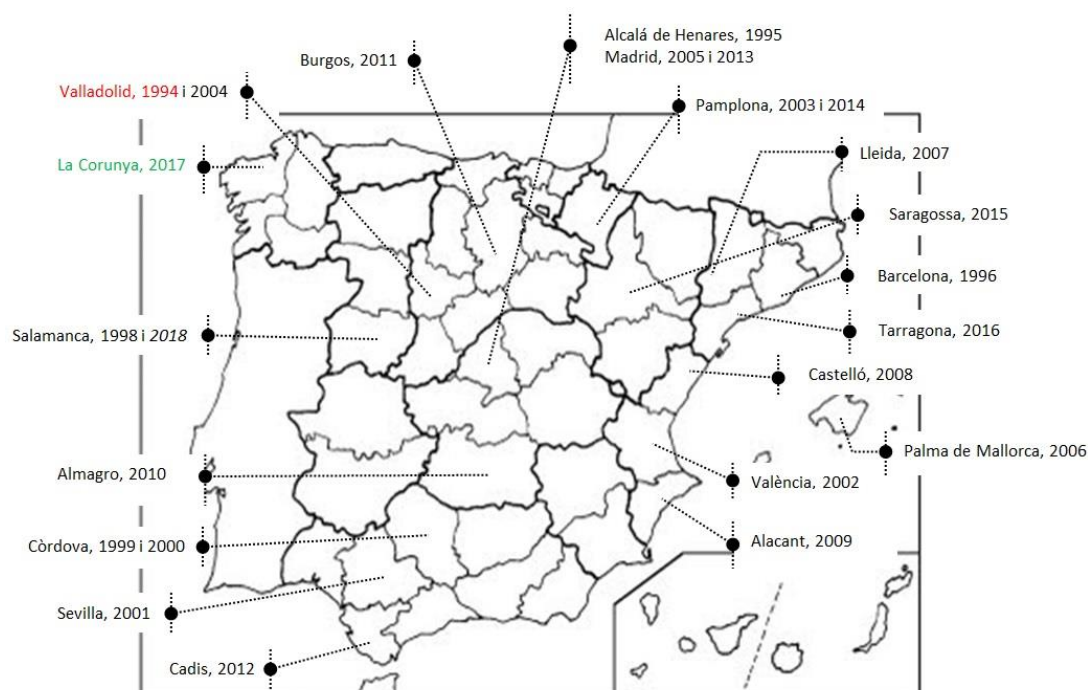 Alcalá de Henares, 1995
Madrid, 2005 i 2013
Burgos, 2011
Valladolid, 1994 i 2004
Pamplona, 2003 i 2014
Lleida, 2007
La Corunya, 2017
Saragossa, 2015
Barcelona, 1996
Salamanca, 1998 i 2018
Tarragona, 2016
Castelló, 2008
Palma de Mallorca, 2006
Almagro, 2010
València, 2002
Còrdova, 1999 i 2000
Alacant, 2009
Sevilla, 2001
Cadis, 2012